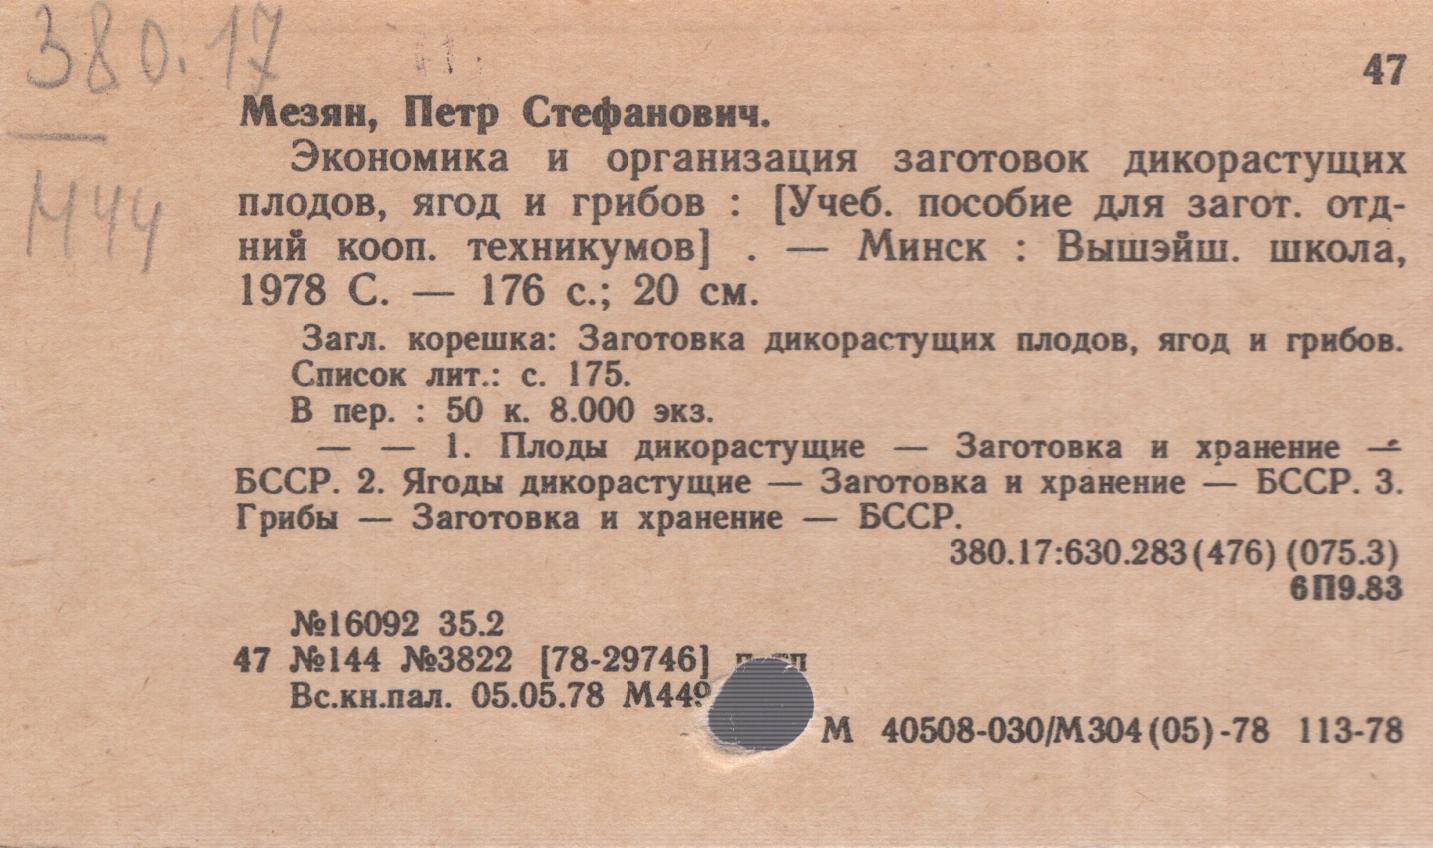 380.17
М44
47
Мезян, Петр Стефанович.
Экономика и организация заготовок дикорастущих
плодов, ягод и грибов : [Учеб. пособие для загот. отд-
ний кооп. техникумов] . — Минск : Вышэйш. школа,
1978 С. — 176 с.; 20 см.
Загл. корешка: Заготовка дикорастущих плодов, ягод и грибов.
Список лит.: с. 175.
В пер. : 50 к. 8.000 экз.
— — 1. Плоды дикорастущие — Заготовка и хранение —
БССР. 2. Ягоды дикорастущие — Заготовка и хранение — БССР. 3.
Грибы — Заготовка и хранение — БССР.
380.17:630.283(476) (075.3)
6П9.83
№16092 35.2
47 №144 №3822 [78-29746]
Вс.кн.пал. 05.05.78 М449
М 40508-030/М304(05)-78 113-78